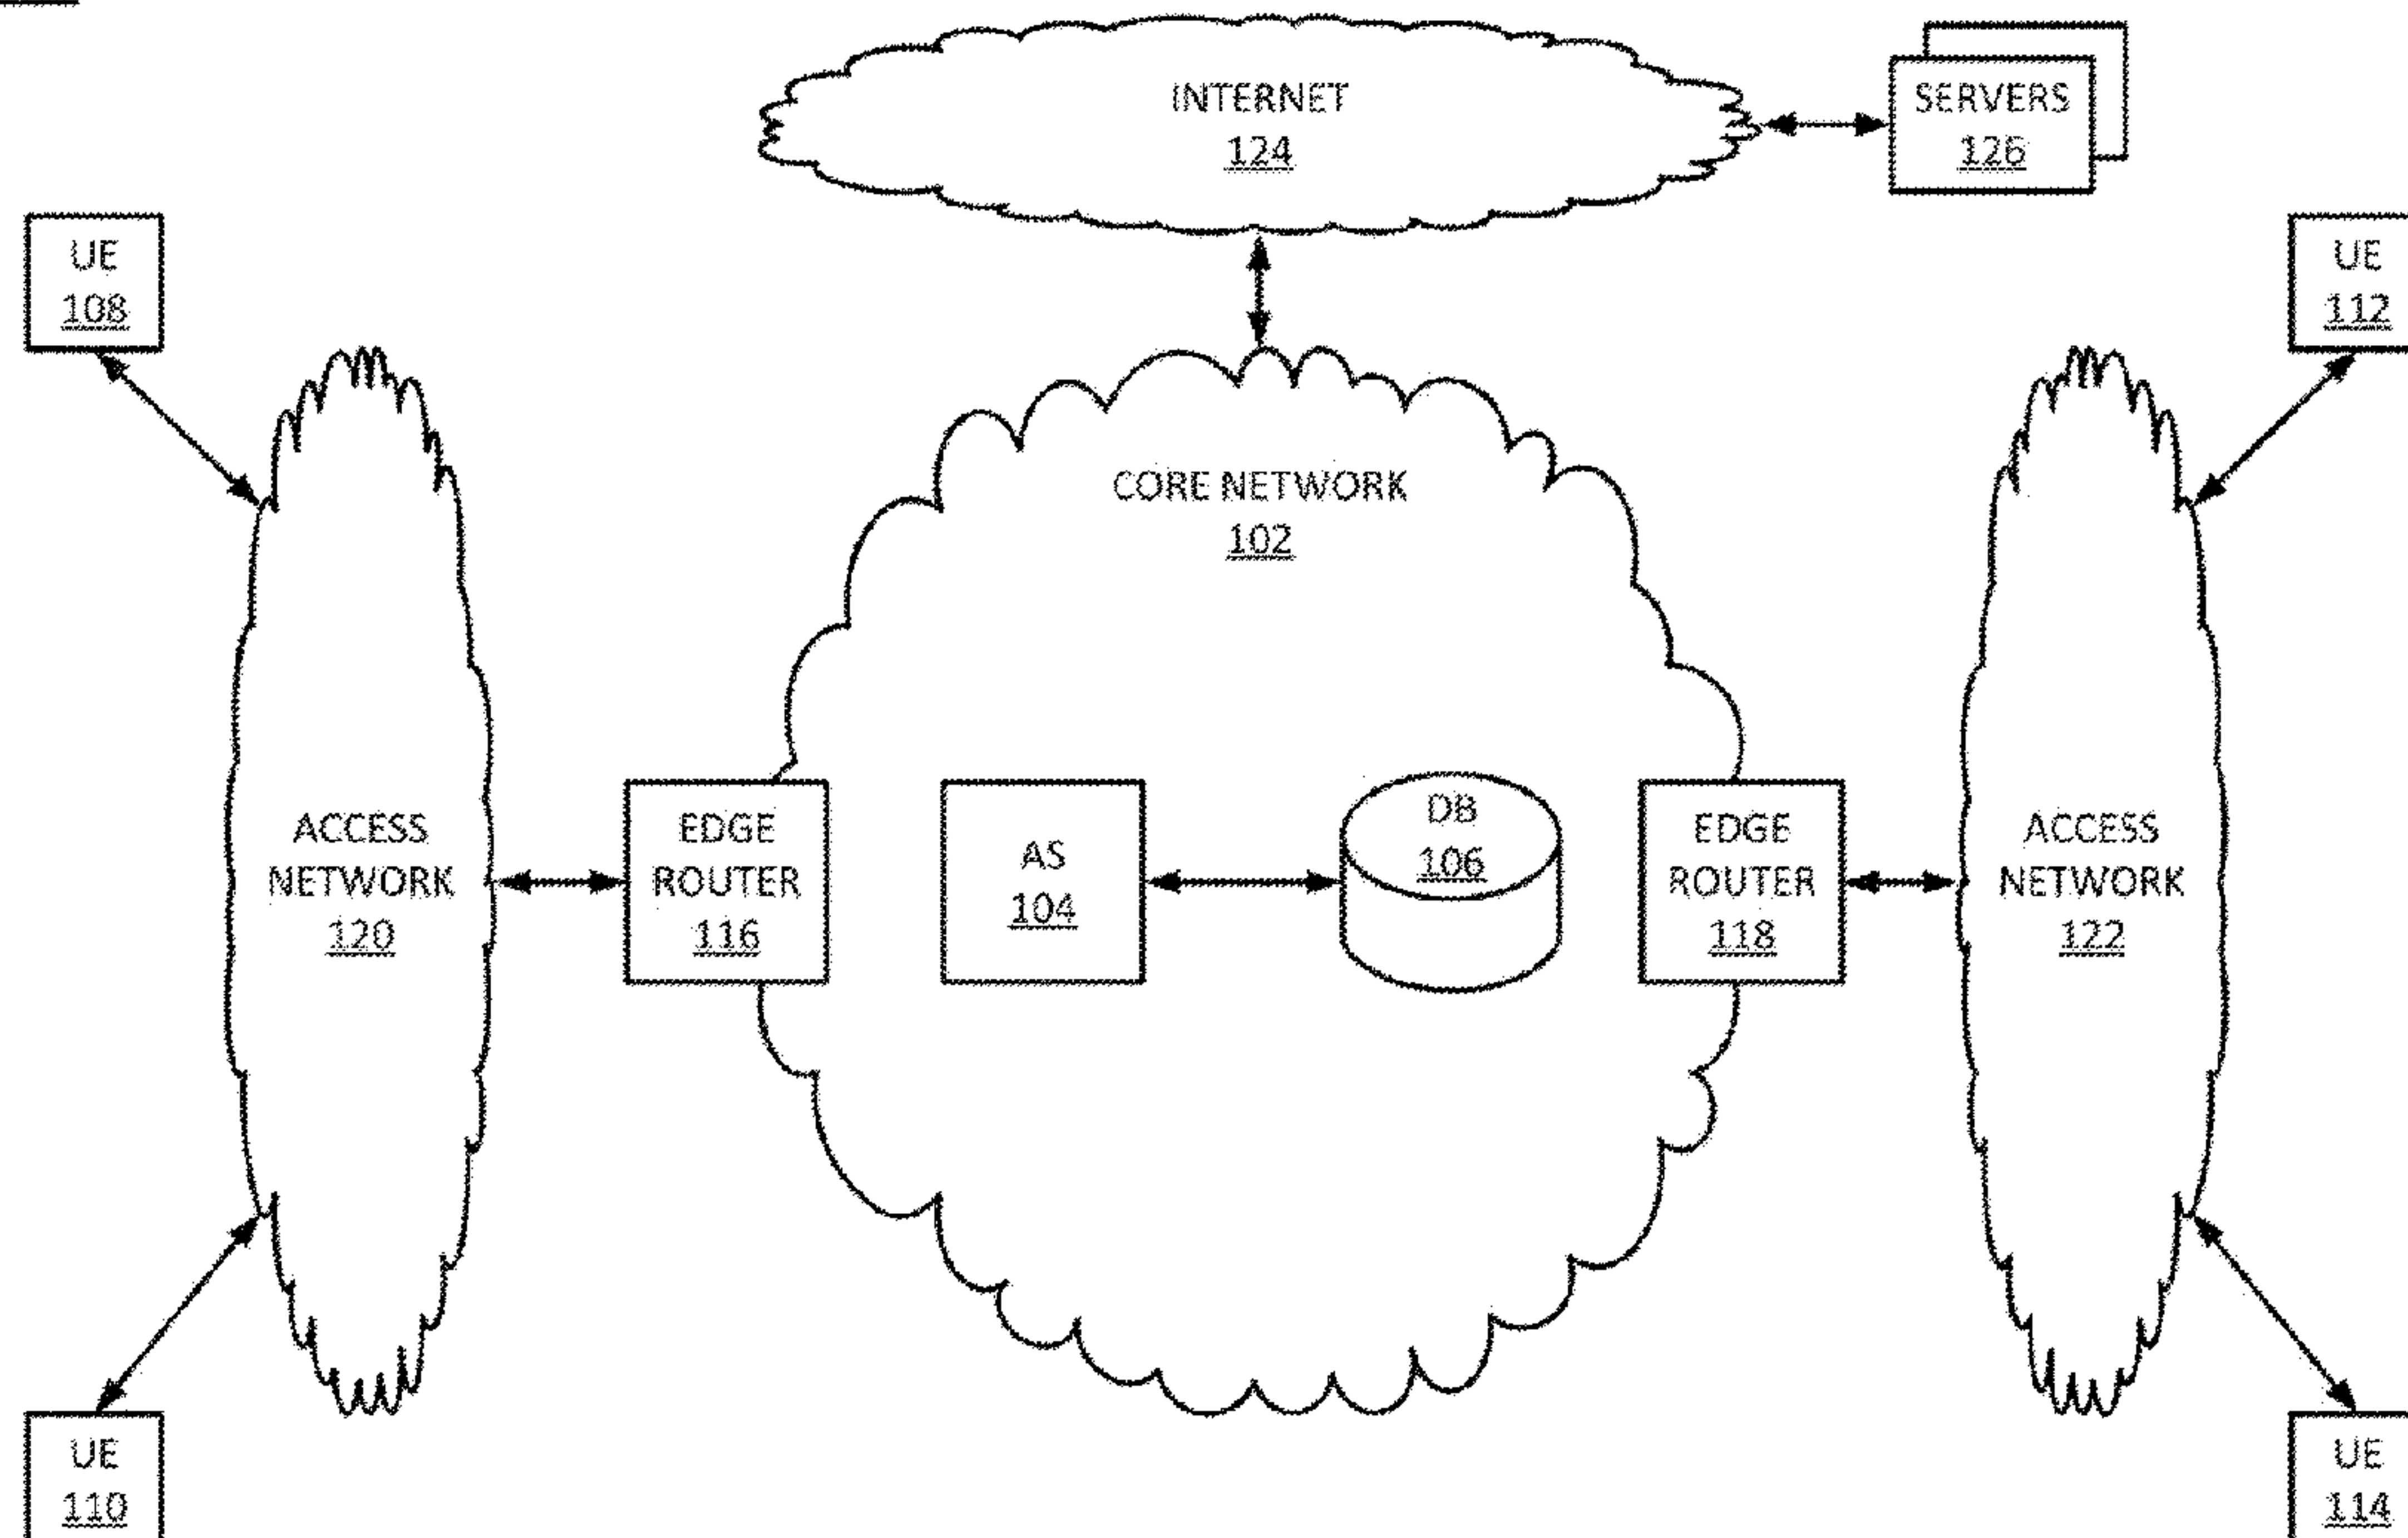 INTERNET
124
SERVERS
126
UE
108
UE
112
CORE NETWORK
102
ACCESS
NETWORK
120
EDGE
ROUTER
116
AS
104
DB
106
EDGE
ROUTER
118
ACCESS
NETWORK
122
UE
110
UE
114